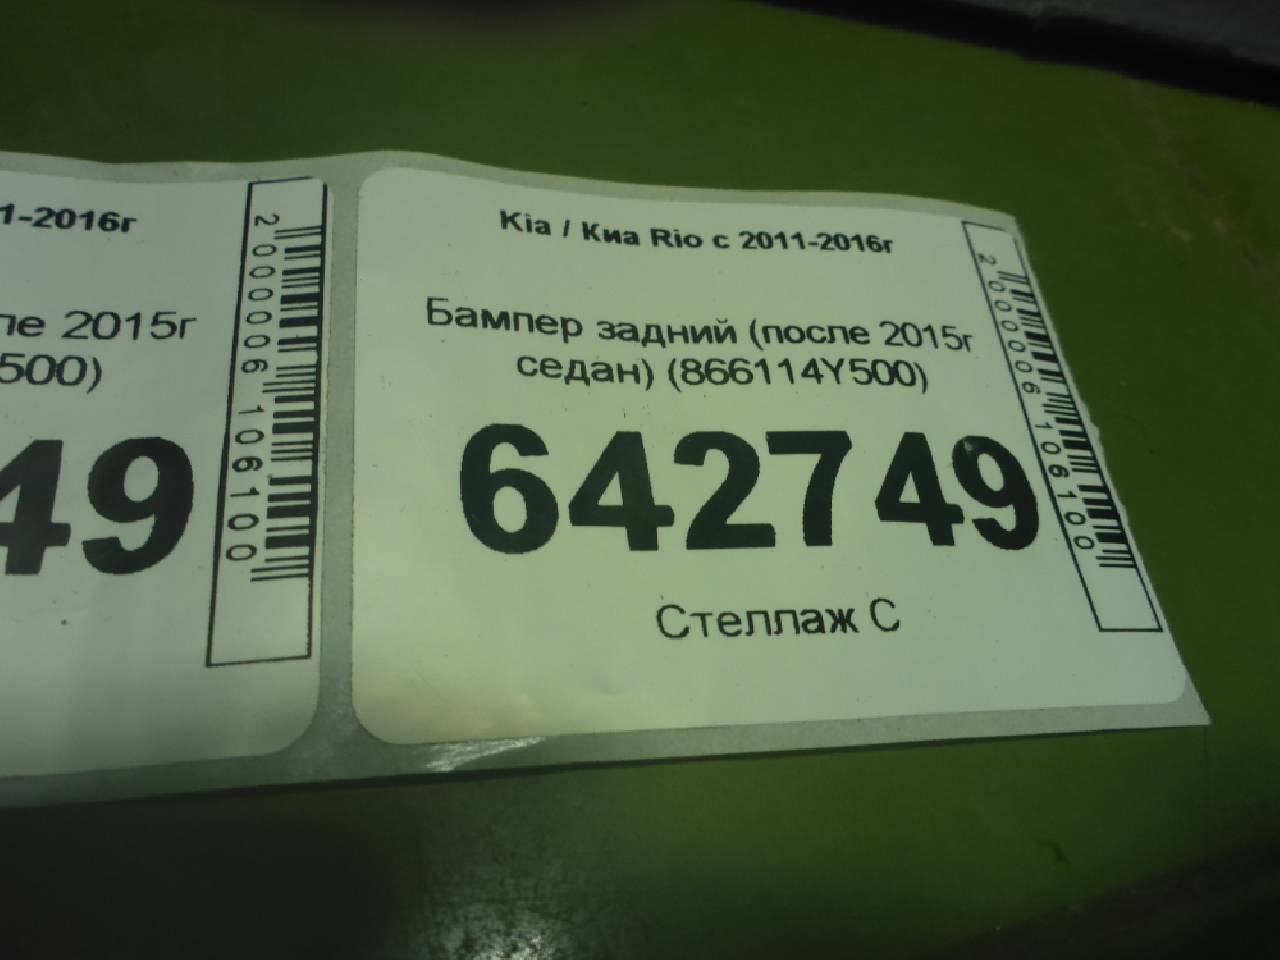 1-2016г
ле 2015г
500)
49
2000006106100
Kia / Киа Rio с 2011-2016г
Бампер задний (после 2015г
седан) (866114Y500)
642749
Стеллаж С
2000006106100